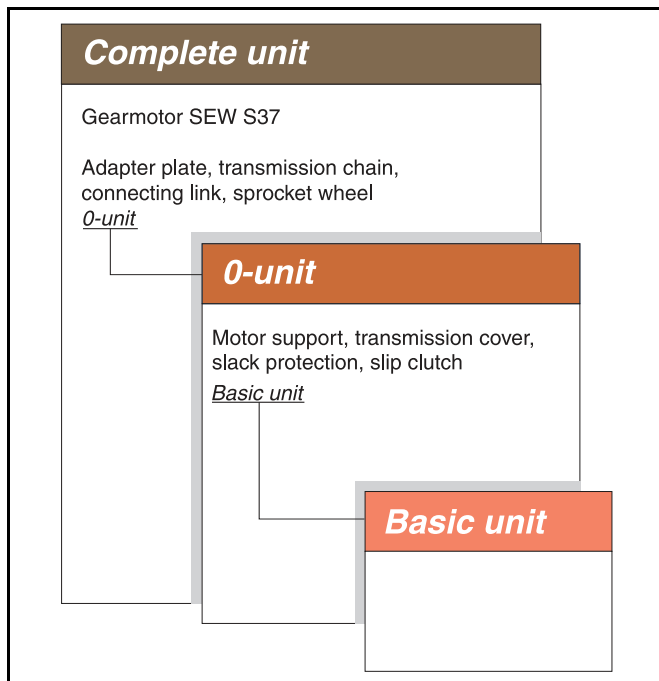 Complete unit
Gearmotor SEW S37
Adapter plate, transmission chain,
connecting link, sprocket wheel
0-unit
0-unit
Motor support, transmission cover,
slack protection, slip clutch
Basic unit
Basic unit